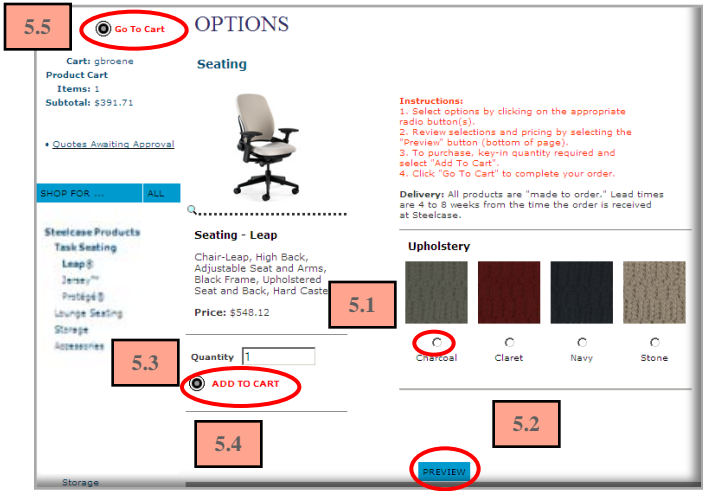 5.5
Go To Cart
OPTIONS
Cart: gbroene
Product Cart
Items: 1
Subtotal: $391.71
• Quotes Awaiting Approval
SHOP FOR ... ALL
Steelcase Products
Task Seating
Leap®
Jersey™
Protégé®
Lounge Seating
Storage
Accessories
Storage
Seating
Seating - Leap
Chair-Leap, High Back,
Adjustable Seat and Arms,
Black Frame, Upholstered
Seat and Back, Hard Caste
Price: $548.12
5.3
Quantity 1
ADD TO CART
5.4
Instructions:
1. Select options by clicking on the appropriate
radio button(s).
2. Review selections and pricing by selecting the
"Preview" button (bottom of page).
3. To purchase, key-in quantity required and
select "Add To Cart".
4. Click "Go To Cart" to complete your order.
Delivery: All products are "made to order." Lead times
are 4 to 8 weeks from the time the order is received
at Steelcase.
Upholstery
5.1
Charcoal Claret Navy Stone
5.2
PREVIEW